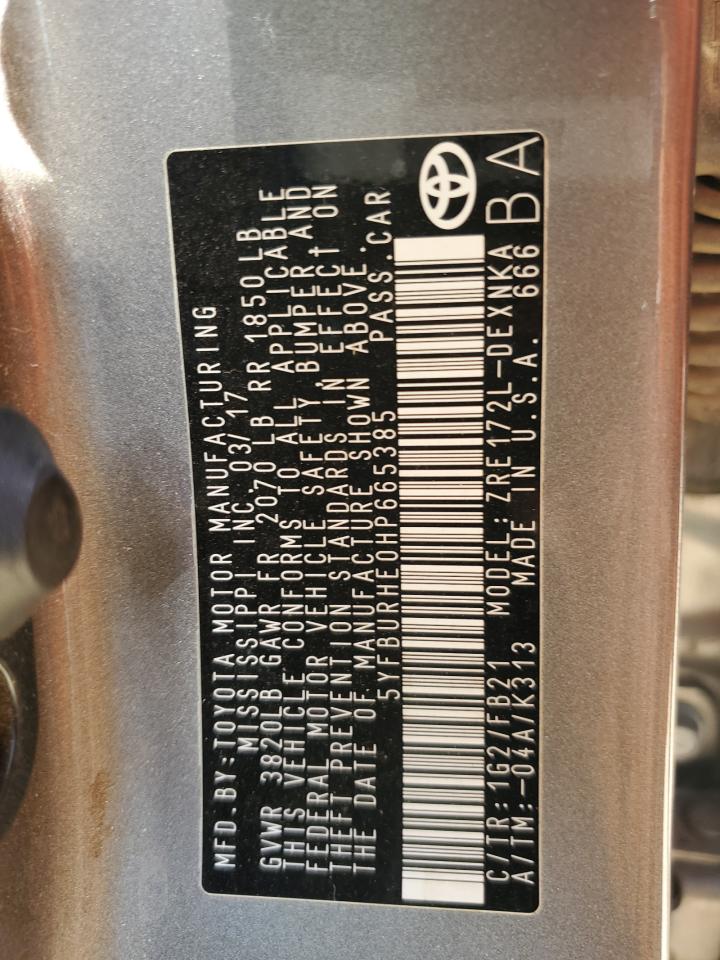 MFD.BY:TOYOTA MOTOR MANUFACTURING
MISSISSIPPI INC. 03/17
GVWR 3820LB GAWR FR 2070 LB RR 1850 LB
THIS VEHICLE CONFORMS TO ALL APPLICABLE
FEDERAL MOTOR VEHICLE SAFETY, BUMPER, AND
THEFT PREVENTION STANDARDS IN EFFECT ON
THE DATE OF MANUFACTURE SHOWN ABOVE.
5YFBURHE0HP665385 PASS.CAR
C/TR:1G2/FB21 MODEL:ZRE172L-DEXNKA
A/TM:-04A/K313 MADE IN U.S.A. 666
BA